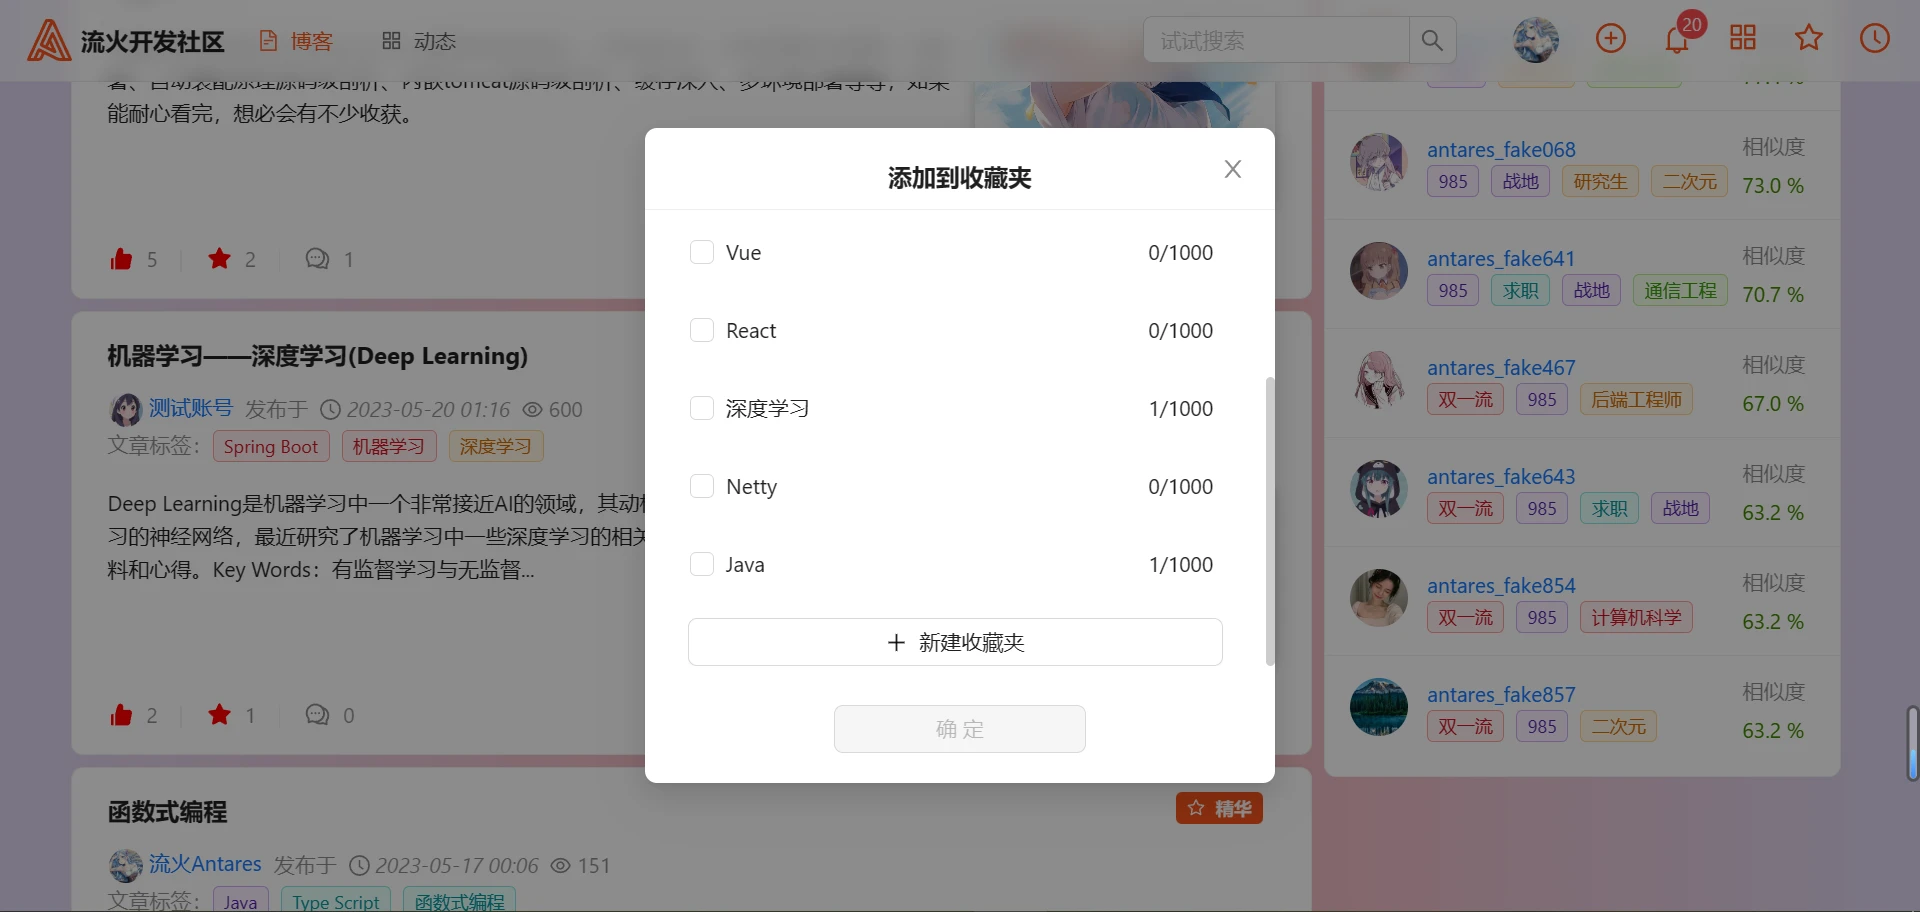 流火开发社区
博客
动态
试试搜索
20
能耐心看完，想必会有不少收获。
5
2
1
机器学习——深度学习(Deep Learning)
测试账号 发布于 2023-05-20 01:16 600
文章标签： Spring Boot 机器学习 深度学习
Deep Learning是机器学习中一个非常接近AI的领域，其动
习的神经网络，最近研究了机器学习中一些深度学习的相关
料和心得。Key Words：有监督学习与无监督...
2
1
0
函数式编程
精华
流火Antares 发布于 2023-05-17 00:06 151
文章标签： Java Type Script 函数式编程
添加到收藏夹
Vue 0/1000
React 0/1000
深度学习 1/1000
Netty 0/1000
Java 1/1000
新建收藏夹
确 定
antares_fake068 相似度
985 战地 研究生 二次元 73.0 %
antares_fake641 相似度
985 求职 战地 通信工程 70.7 %
antares_fake467 相似度
双一流 985 后端工程师 67.0 %
antares_fake643 相似度
双一流 985 求职 战地 63.2 %
antares_fake854 相似度
双一流 985 计算机科学 63.2 %
antares_fake857 相似度
双一流 985 二次元 63.2 %